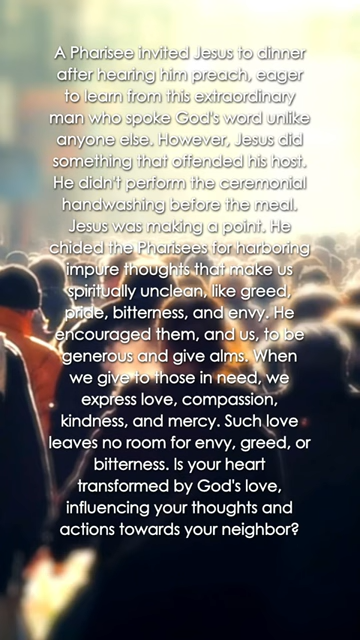 A Pharisee invited Jesus to dinner
after hearing him preach, eager
to learn from this extraordinary
man who spoke God's word unlike
anyone else. However, Jesus did
something that offended his host.
He didn't perform the ceremonial
handwashing before the meal.
Jesus was making a point. He
chided the Pharisees for harboring
impure thoughts that make us
spiritually unclean, like greed,
pride, bitterness, and envy. He
encouraged them, and us, to be
generous and give alms. When
we give to those in need, we
express love, compassion,
kindness, and mercy. Such love
leaves no room for envy, greed, or
bitterness. Is your heart
transformed by God's love,
influencing your thoughts and
actions towards your neighbor?